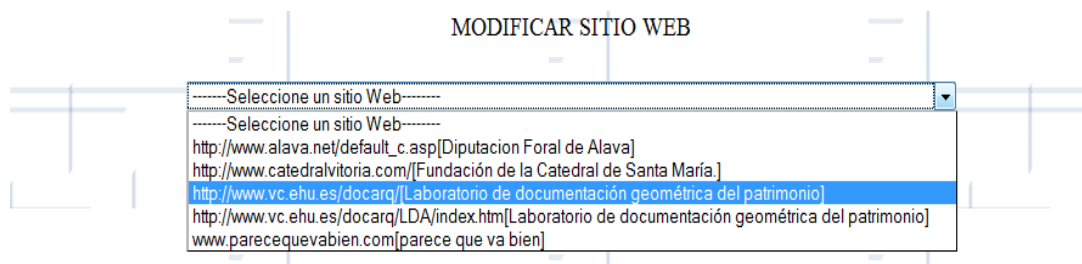 MODIFICAR SITIO WEB
-------Seleccione un sitio Web--------
-------Seleccione un sitio Web--------
http://www.alava.net/default_c.asp[Diputacion Foral de Alava]
http://www.catedralvitoria.com/[Fundación de la Catedral de Santa María.]
http://www.vc.ehu.es/docarq/[Laboratorio de documentación geométrica del patrimonio]
http://www.vc.ehu.es/docarq/LDA/index.htm[Laboratorio de documentación geométrica del patrimonio]
www.parecequevabien.com[parece que va bien]